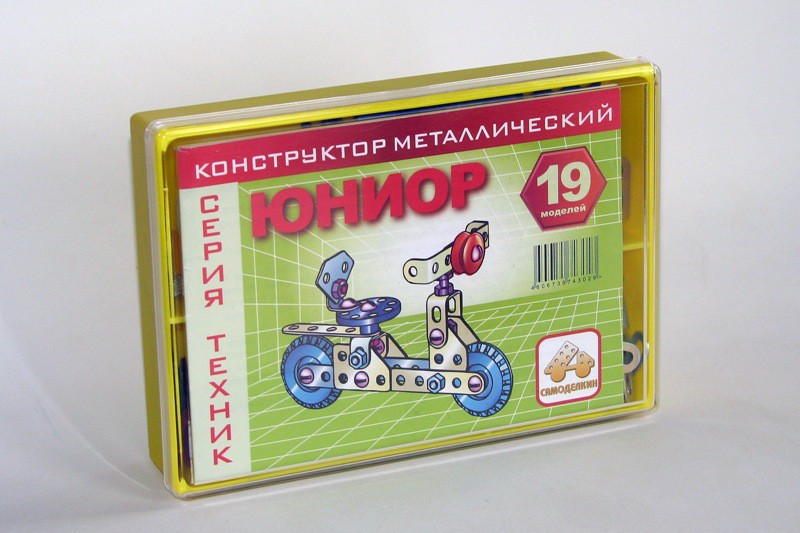 КОНСТРУКТОР МЕТАЛЛИЧЕСКИЙ
СЕРИЯ ТЕХНИК
ЮНИОР
19
моделей
САМОДЕЛКИН